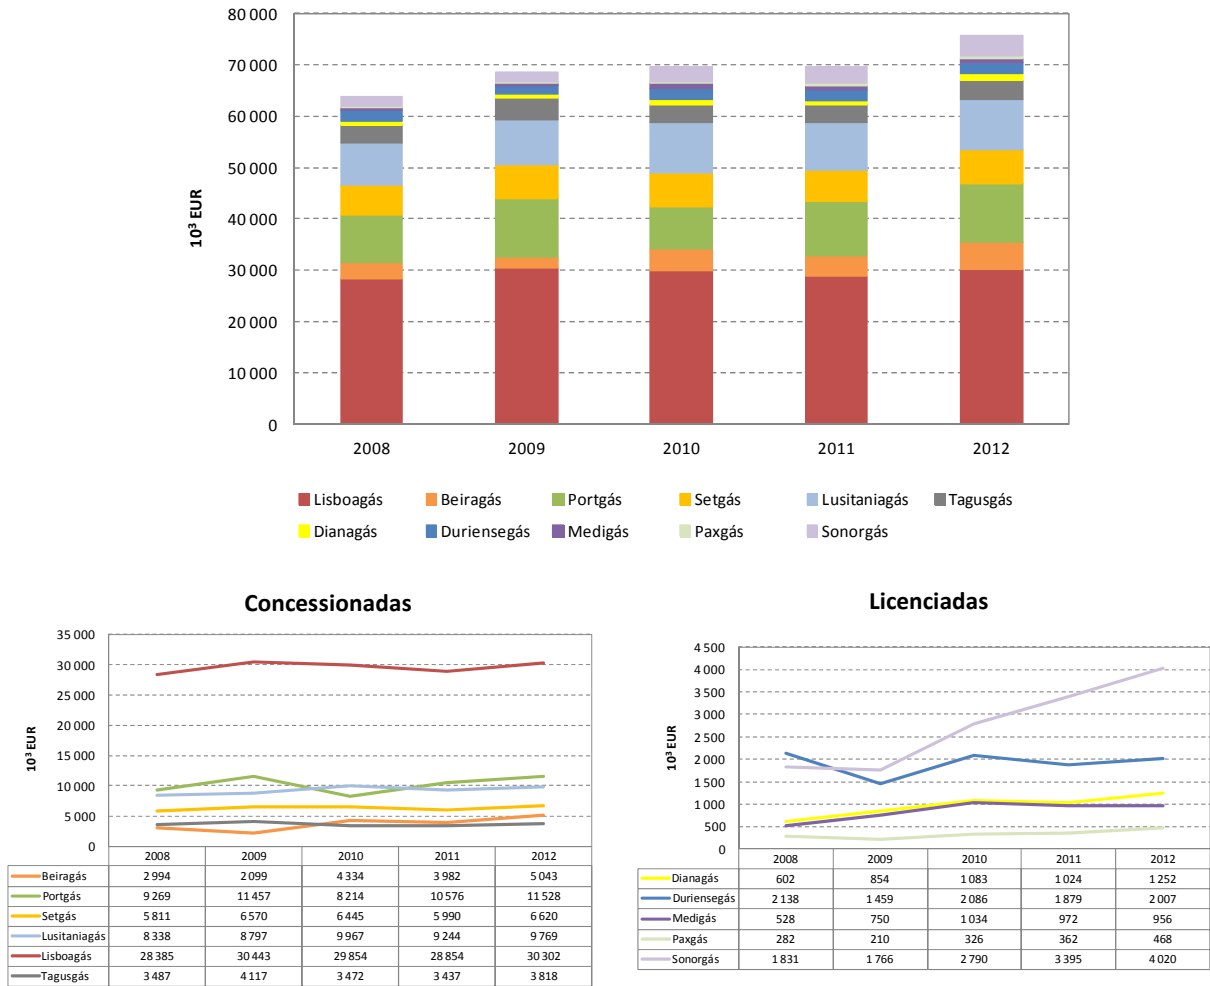 80 000
70 000
60 000
50 000
40 000
30 000
20 000
10 000
0
10³ EUR
2008 2009 2010 2011 2012
Lisboagás Beiragás Portgás Setgás Lusitaniagás Tagusgás
Dianagás Duriensegás Medigás Paxgás Sonorgás
Concessionadas
35 000
30 000
25 000
20 000
15 000
10 000
5 000
0
10³ EUR
2008 2009 2010 2011 2012
Beiragás 2 994 2 099 4 334 3 982 5 043
Portgás 9 269 11 457 8 214 10 576 11 528
Setgás 5 811 6 570 6 445 5 990 6 620
Lusitaniagás 8 338 8 797 9 967 9 244 9 769
Lisboagás 28 385 30 443 29 854 28 854 30 302
Tagusgás 3 487 4 117 3 472 3 437 3 818
Licenciadas
4 500
4 000
3 500
3 000
2 500
2 000
1 500
1 000
500
0
10³ EUR
2008 2009 2010 2011 2012
Dianagás 602 854 1 083 1 024 1 252
Duriensegás 2 138 1 459 2 086 1 879 2 007
Medigás 528 750 1 034 972 956
Paxgás 282 210 326 362 468
Sonorgás 1 831 1 766 2 790 3 395 4 020